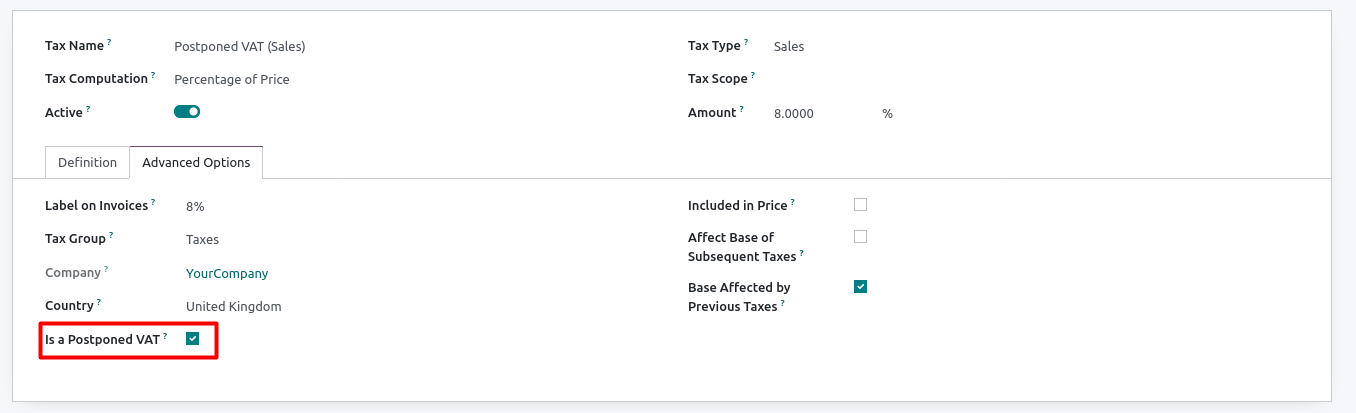 Tax Name ? Postponed VAT (Sales) Tax Type ? Sales
Tax Computation ? Percentage of Price Tax Scope ?
Active ? Amount ? 8.0000 %
Definition Advanced Options
Label on Invoices ? 8% Included in Price ?
Tax Group ? Taxes Affect Base of
Subsequent Taxes ?
Company ? YourCompany
Base Affected by
Country ? United Kingdom Previous Taxes ?
Is a Postponed VAT ?